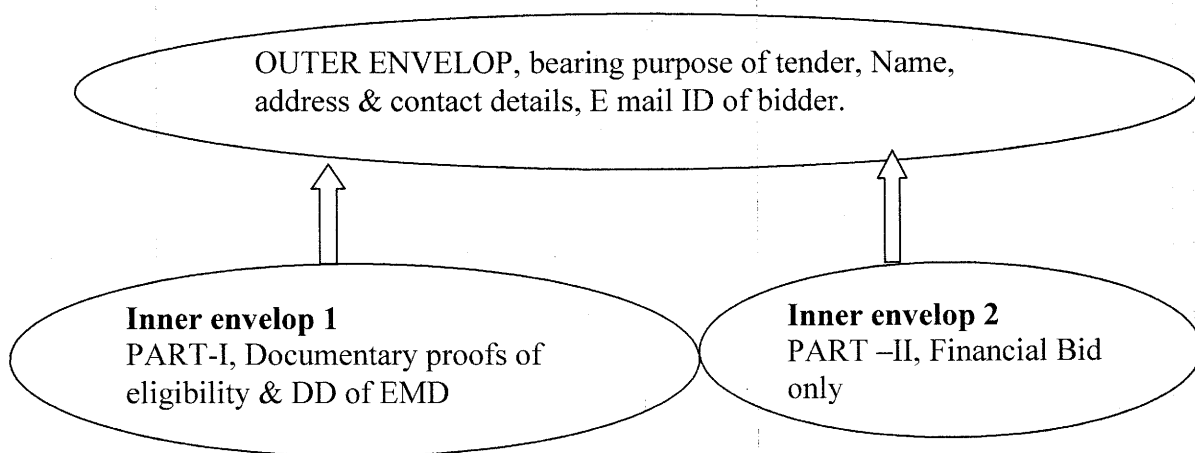 OUTER ENVELOP, bearing purpose of tender, Name,
address & contact details, E mail ID of bidder.
Inner envelop 1
PART-I, Documentary proofs of
eligibility & DD of EMD
Inner envelop 2
PART –II, Financial Bid
only